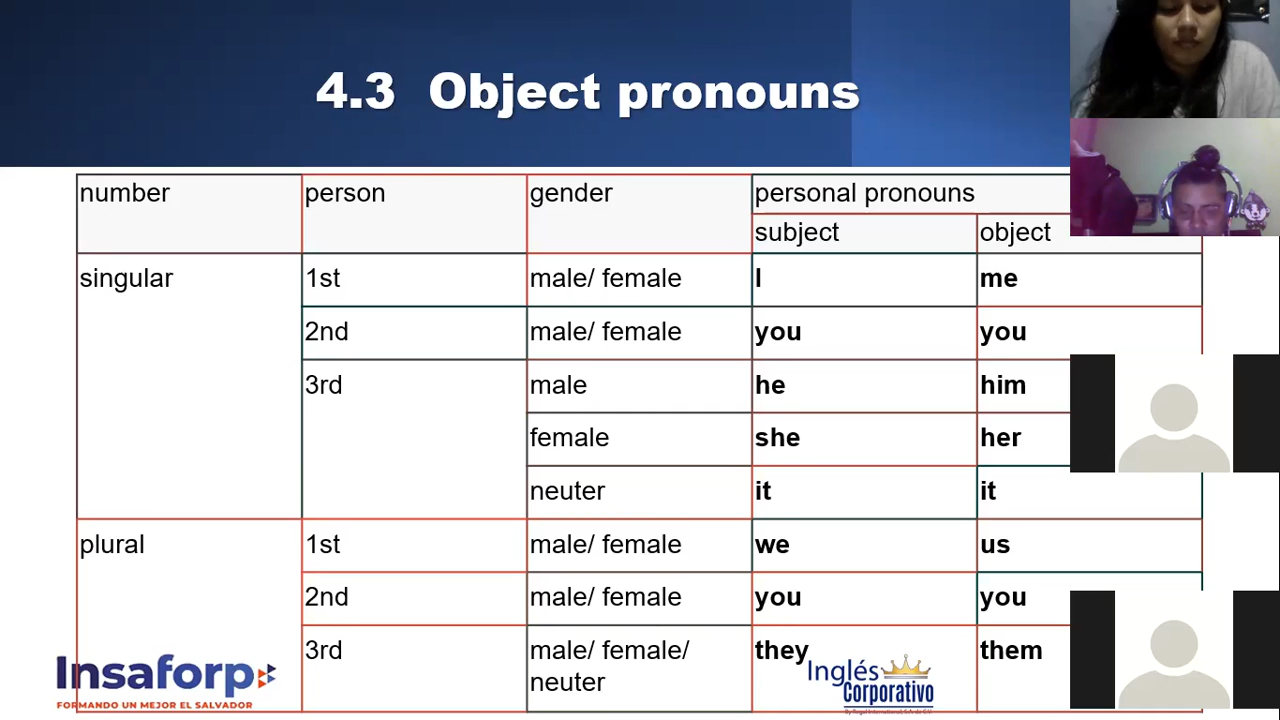 4.3 Object pronouns
number person gender personal pronouns
subject object
singular 1st male/ female I me
2nd male/ female you you
3rd male he him
female she her
neuter it it
plural 1st male/ female we us
2nd male/ female you you
3rd male/ female/ they them
neuter
Insaforp
FORMANDO UN MEJOR EL SALVADOR
Inglés
Corporativo